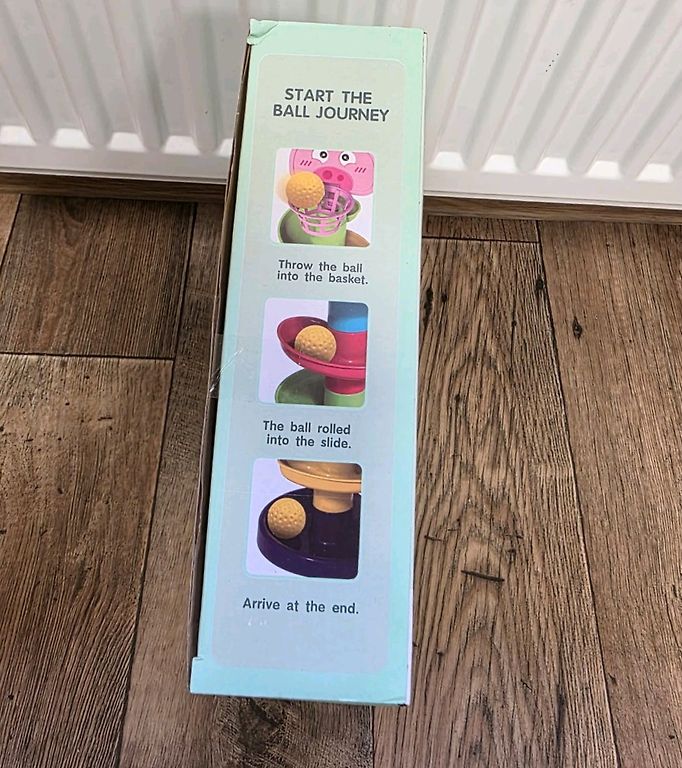 START THE
BALL JOURNEY
Throw the ball
into the basket.
The ball rolled
into the slide.
Arrive at the end.